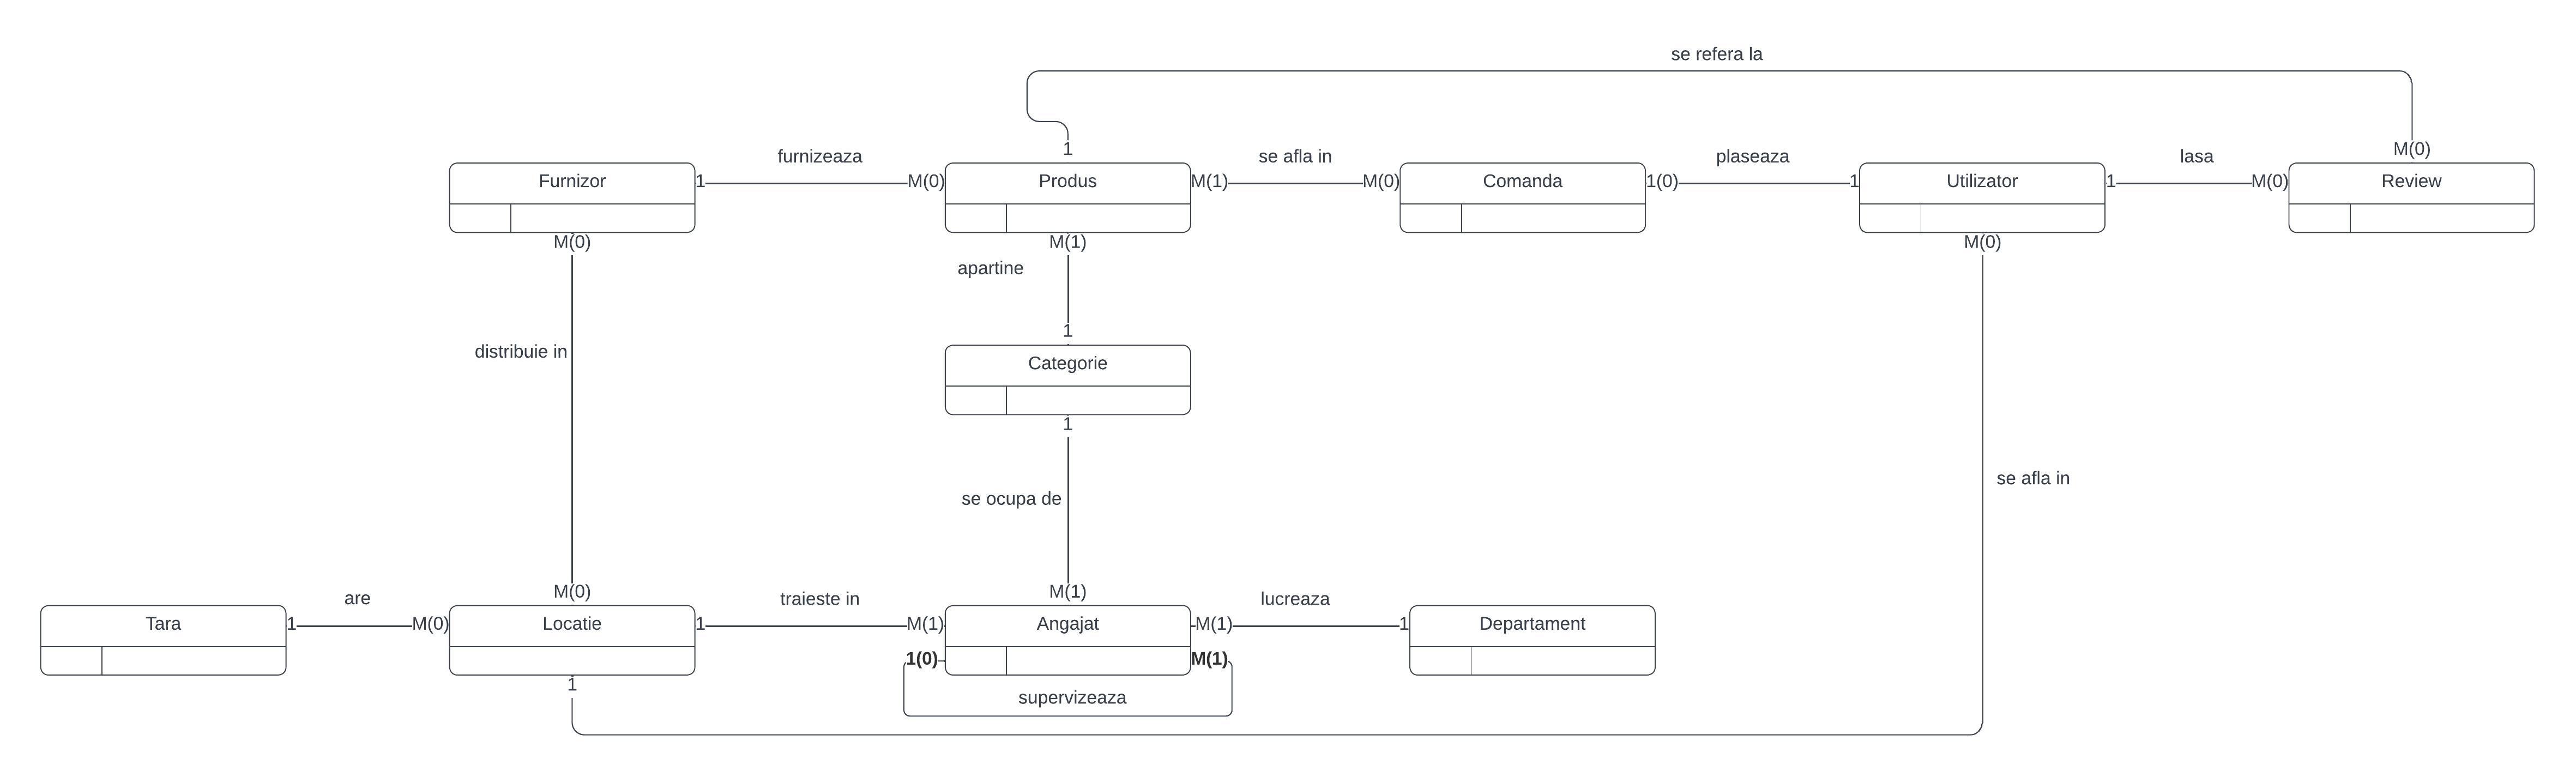 se refera la
furnizeaza
1
se afla in
plaseaza
lasa
M(0)
Furnizor
1
M(0)
Produs
M(1)
M(0)
Comanda
1(0)
1
Utilizator
1
M(0)
Review
M(0)
M(1)
M(0)
apartine
1
distribuie in
Categorie
1
se afla in
se ocupa de
M(0)
M(1)
are
traieste in
lucreaza
Tara
1
M(0)
Locatie
1
M(1)
Angajat
M(1)
1
Departament
1(0)
M(1)
1
supervizeaza